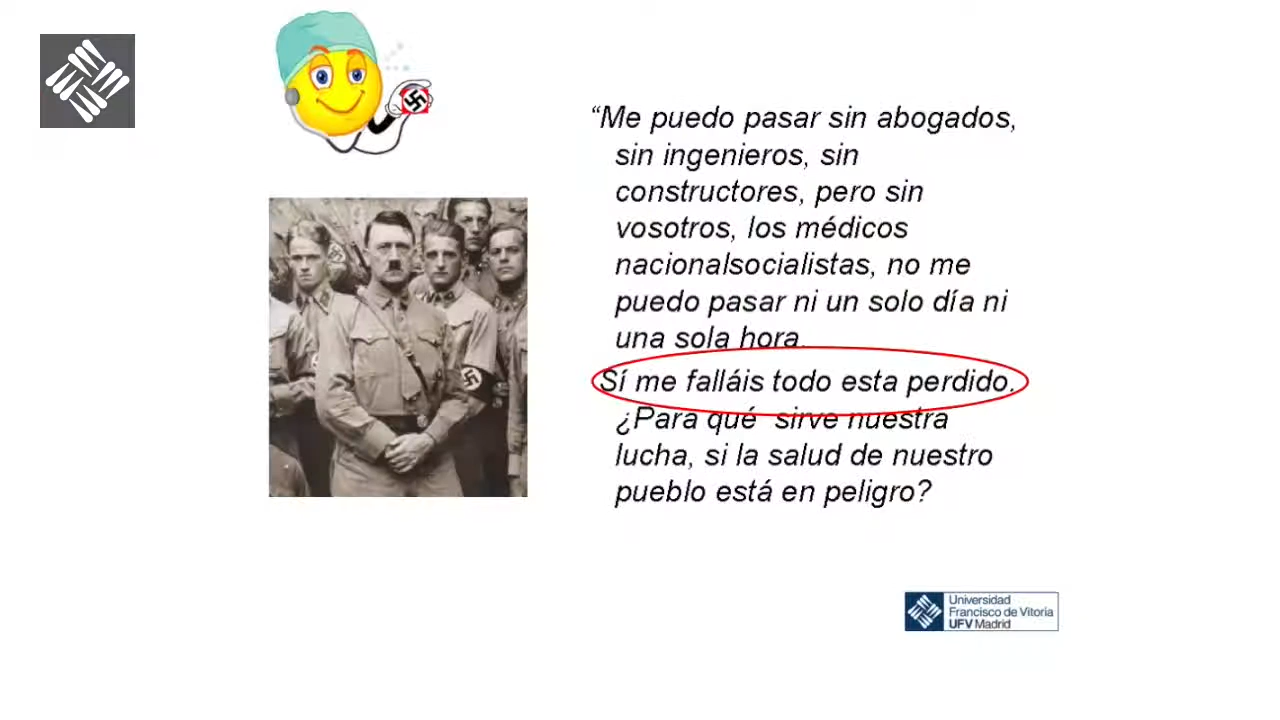 “Me puedo pasar sin abogados,
sin ingenieros, sin
constructores, pero sin
vosotros, los médicos
nacionalsocialistas, no me
puedo pasar ni un solo día ni
una sola hora.
Sí me falláis todo esta perdido.
¿Para qué  sirve nuestra
lucha, si la salud de nuestro
pueblo está en peligro?
Universidad
Francisco de Vitoria
UFV Madrid